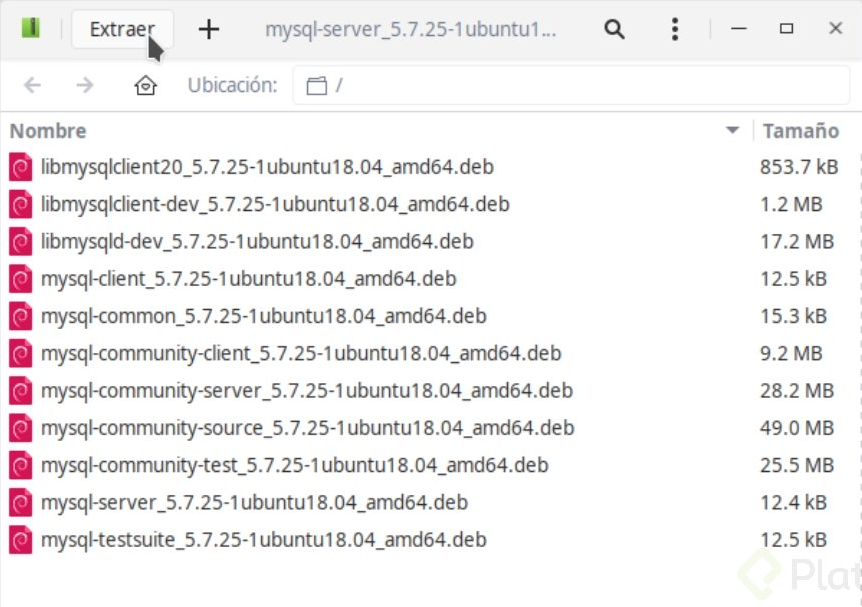 Extraer mysql-server_5.7.25-1ubuntu1...
Ubicación: /
Nombre Tamaño
libmysqlclient20_5.7.25-1ubuntu18.04_amd64.deb 853.7 kB
libmysqlclient-dev_5.7.25-1ubuntu18.04_amd64.deb 1.2 MB
libmysqld-dev_5.7.25-1ubuntu18.04_amd64.deb 17.2 MB
mysql-client_5.7.25-1ubuntu18.04_amd64.deb 12.5 kB
mysql-common_5.7.25-1ubuntu18.04_amd64.deb 15.3 kB
mysql-community-client_5.7.25-1ubuntu18.04_amd64.deb 9.2 MB
mysql-community-server_5.7.25-1ubuntu18.04_amd64.deb 28.2 MB
mysql-community-source_5.7.25-1ubuntu18.04_amd64.deb 49.0 MB
mysql-community-test_5.7.25-1ubuntu18.04_amd64.deb 25.5 MB
mysql-server_5.7.25-1ubuntu18.04_amd64.deb 12.4 kB
mysql-testsuite_5.7.25-1ubuntu18.04_amd64.deb 12.5 kB
Plat